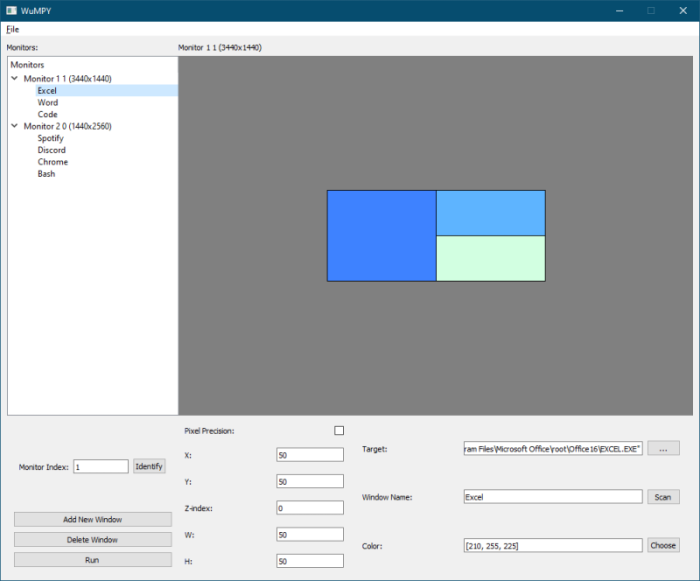 WuMPY
File
Monitors:
Monitor 1 1 (3440x1440)
Monitors
Monitor 1 1 (3440x1440)
Excel
Word
Code
Monitor 2 0 (1440x2560)
Spotify
Discord
Chrome
Bash
Monitor Index:
1
Identify
Add New Window
Delete Window
Run
Pixel Precision:
X:
50
Y:
50
Z-index:
0
W:
50
H:
50
Target:
ram Files\Microsoft Office\root\Office16\EXCEL.EXE"
...
Window Name:
Excel
Scan
Color:
[210, 255, 225]
Choose